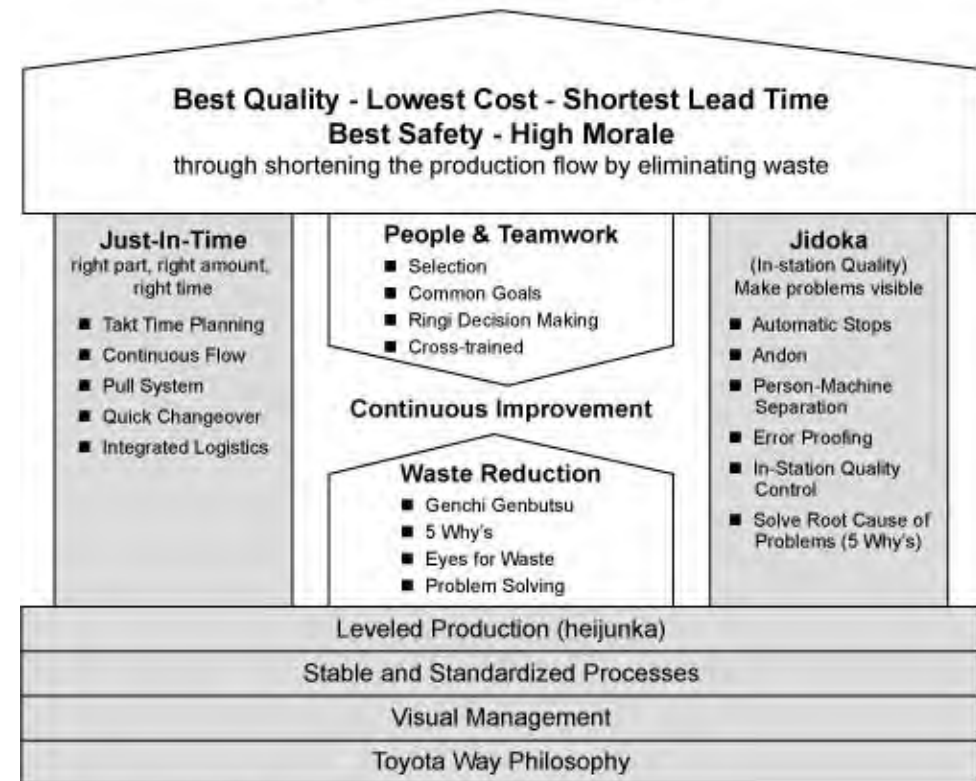 Best Quality - Lowest Cost - Shortest Lead Time
Best Safety - High Morale
through shortening the production flow by eliminating waste
Just-In-Time
right part, right amount,
right time
■ Takt Time Planning
■ Continuous Flow
■ Pull System
■ Quick Changeover
■ Integrated Logistics
People & Teamwork
■ Selection
■ Common Goals
■ Ringi Decision Making
■ Cross-trained
Continuous Improvement
Waste Reduction
■ Genchi Genbutsu
■ 5 Why's
■ Eyes for Waste
■ Problem Solving
Jidoka
(In-station Quality)
Make problems visible
■ Automatic Stops
■ Andon
■ Person-Machine
Separation
■ Error Proofing
■ In-Station Quality
Control
■ Solve Root Cause of
Problems (5 Why's)
Leveled Production (heijunka)
Stable and Standardized Processes
Visual Management
Toyota Way Philosophy